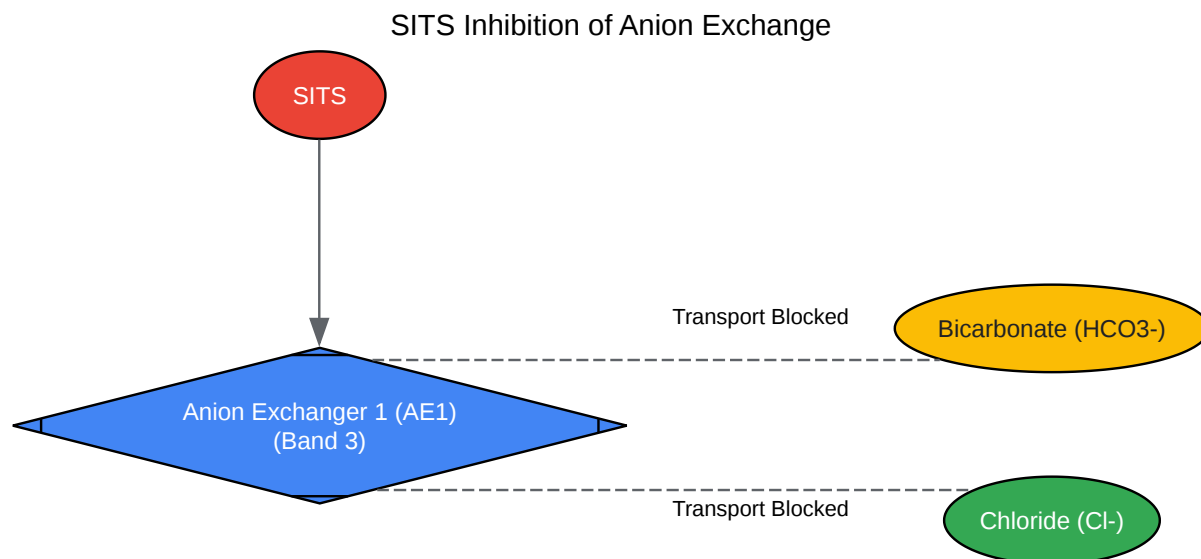 SITS Inhibition of Anion Exchange
SITS
Transport Blocked
Bicarbonate (HCO3-)
Anion Exchanger 1 (AE1)
(Band 3)
Transport Blocked
Chloride (Cl-)